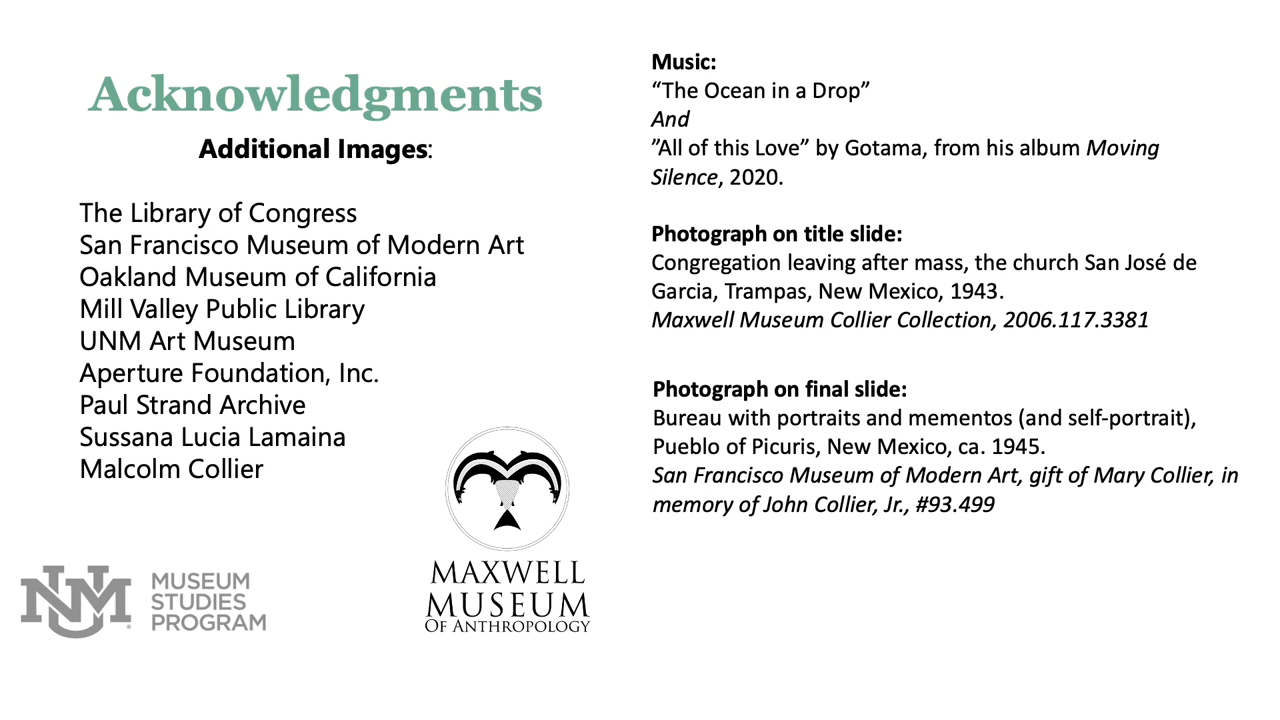 Acknowledgments
Additional Images:
The Library of Congress
San Francisco Museum of Modern Art
Oakland Museum of California
Mill Valley Public Library
UNM Art Museum
Aperture Foundation, Inc.
Paul Strand Archive
Sussana Lucia Lamaina
Malcolm Collier
UNM®
MUSEUM
STUDIES
PROGRAM
MAXWELL
MUSEUM
OF ANTHROPOLOGY
Music:
“The Ocean in a Drop”
And
”All of this Love” by Gotama, from his album Moving
Silence, 2020.
Photograph on title slide:
Congregation leaving after mass, the church San José de
Garcia, Trampas, New Mexico, 1943.
Maxwell Museum Collier Collection, 2006.117.3381
Photograph on final slide:
Bureau with portraits and mementos (and self-portrait),
Pueblo of Picuris, New Mexico, ca. 1945.
San Francisco Museum of Modern Art, gift of Mary Collier, in
memory of John Collier, Jr., #93.499